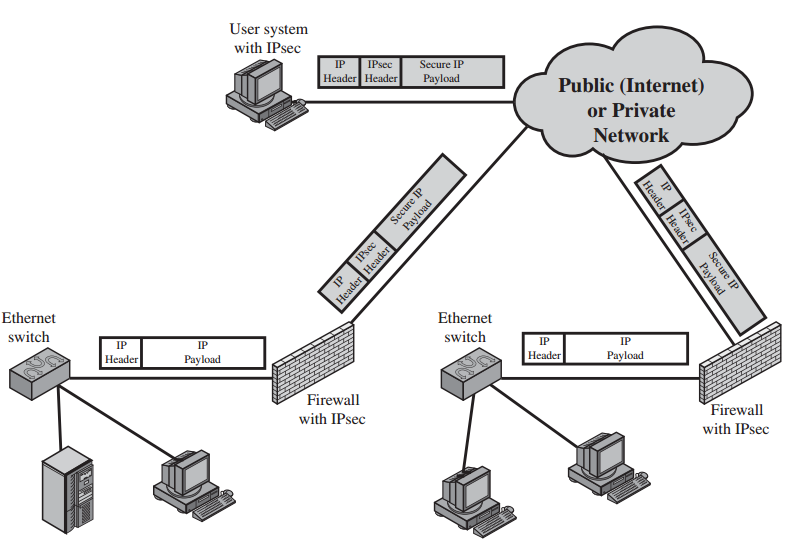 User system
with IPsec
IP
Header
IPsec
Header
Secure IP
Payload
Public (Internet)
or Private
Network
IP
Header
IPsec
Header
Secure IP
Payload
IP
Header
IPsec
Header
Secure IP
Payload
Ethernet
switch
IP
Header
IP
Payload
Firewall
with IPsec
Ethernet
switch
IP
Header
IP
Payload
Firewall
with IPsec